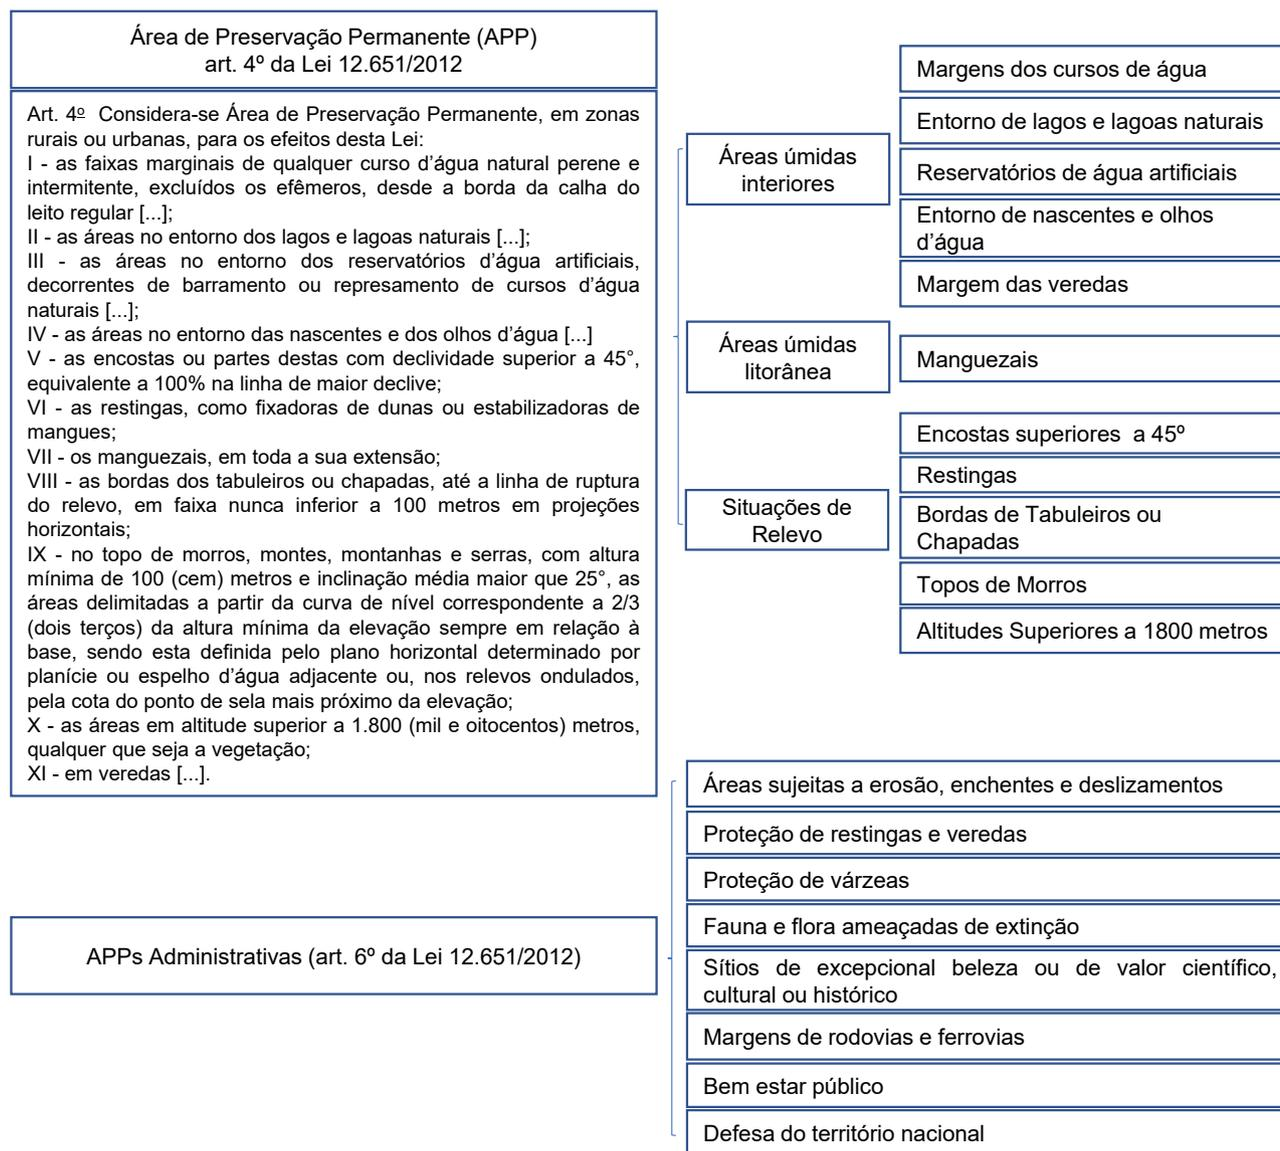 Área de Preservação Permanente (APP)
art. 4º da Lei 12.651/2012
Art. 4º Considera-se Área de Preservação Permanente, em zonas
rurais ou urbanas, para os efeitos desta Lei:
I - as faixas marginais de qualquer curso d’água natural perene e
intermitente, excluídos os efêmeros, desde a borda da calha do
leito regular [...];
II - as áreas no entorno dos lagos e lagoas naturais [...];
III - as áreas no entorno dos reservatórios d’água artificiais,
decorrentes de barramento ou represamento de cursos d’água
naturais [...];
IV - as áreas no entorno das nascentes e dos olhos d’água [...]
V - as encostas ou partes destas com declividade superior a 45°,
equivalente a 100% na linha de maior declive;
VI - as restingas, como fixadoras de dunas ou estabilizadoras de
mangues;
VII - os manguezais, em toda a sua extensão;
VIII - as bordas dos tabuleiros ou chapadas, até a linha de ruptura
do relevo, em faixa nunca inferior a 100 metros em projeções
horizontais;
IX - no topo de morros, montes, montanhas e serras, com altura
mínima de 100 (cem) metros e inclinação média maior que 25°, as
áreas delimitadas a partir da curva de nível correspondente a 2/3
(dois terços) da altura mínima da elevação sempre em relação à
base, sendo esta definida pelo plano horizontal determinado por
planície ou espelho d’água adjacente ou, nos relevos ondulados,
pela cota do ponto de sela mais próximo da elevação;
X - as áreas em altitude superior a 1.800 (mil e oitocentos) metros,
qualquer que seja a vegetação;
XI - em veredas [...].
Áreas úmidas
interiores
Margens dos cursos de água
Entorno de lagos e lagoas naturais
Reservatórios de água artificiais
Entorno de nascentes e olhos
d’água
Margem das veredas
Áreas úmidas
litorânea
Manguezais
Situações de
Relevo
Encostas superiores a 45º
Restingas
Bordas de Tabuleiros ou
Chapadas
Topos de Morros
Altitudes Superiores a 1800 metros
APPs Administrativas (art. 6º da Lei 12.651/2012)
Áreas sujeitas a erosão, enchentes e deslizamentos
Proteção de restingas e veredas
Proteção de várzeas
Fauna e flora ameaçadas de extinção
Sítios de excepcional beleza ou de valor científico,
cultural ou histórico
Margens de rodovias e ferrovias
Bem estar público
Defesa do território nacional